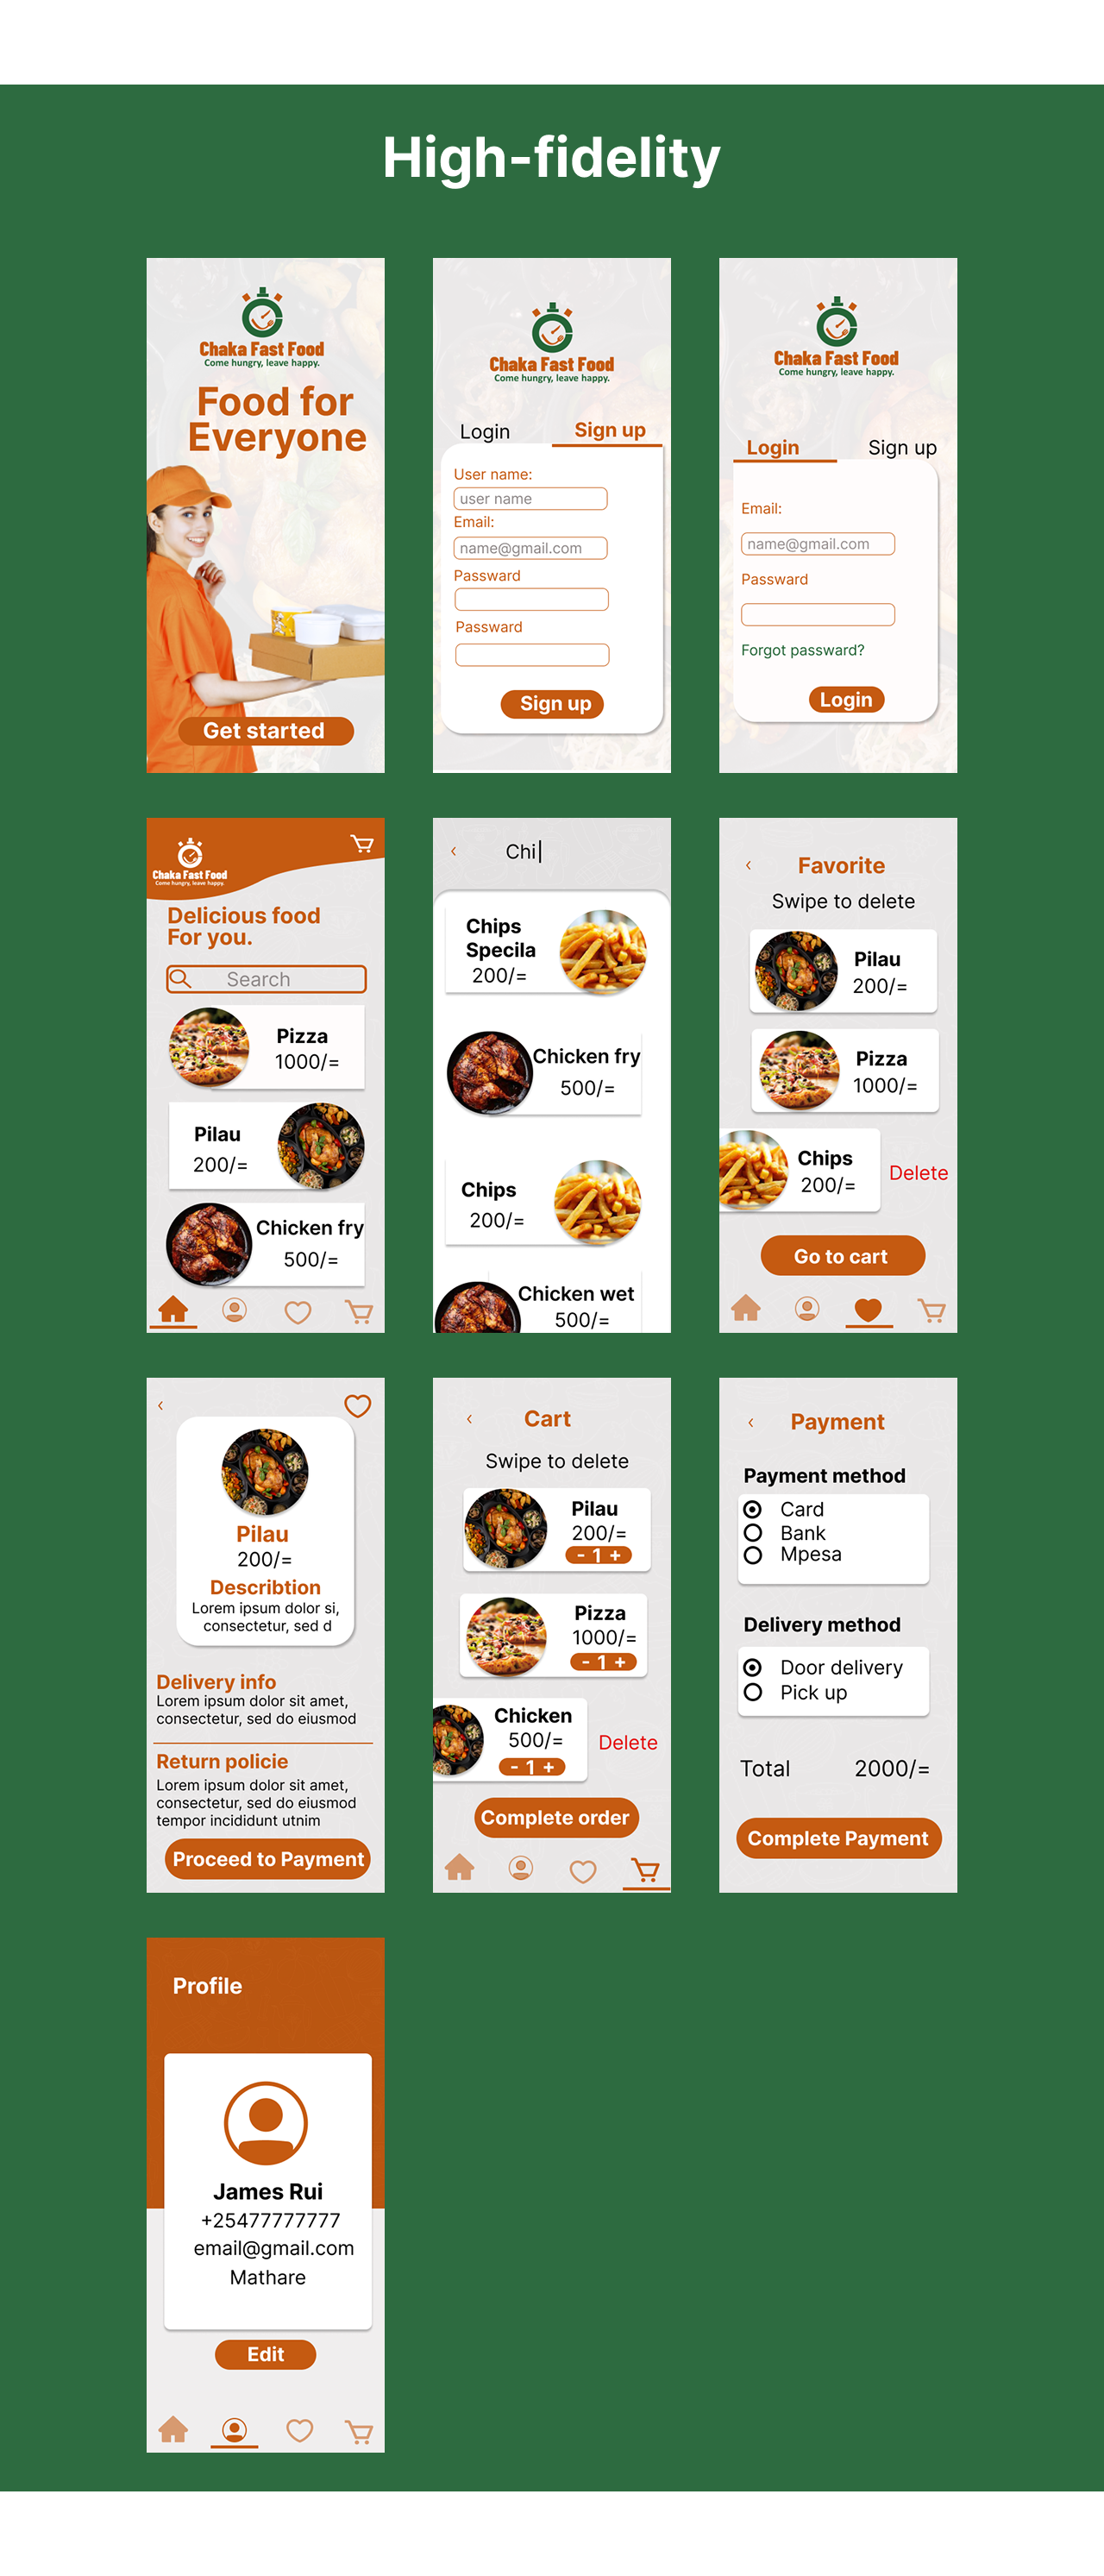 High-fidelity
Chaka Fast Food
Come hungry, leave happy.
Food for
Everyone
Get started
Chaka Fast Food
Come hungry, leave happy.
Login
Sign up
User name:
user name
Email:
name@gmail.com
Passward
Passward
Sign up
Chaka Fast Food
Come hungry, leave happy.
Login
Sign up
Email:
name@gmail.com
Passward
Forgot passward?
Login
Chaka Fast Food
Come hungry, leave happy.
Delicious food
For you.
Search
Pizza
1000/=
Pilau
200/=
Chicken fry
500/=
Chi
Chips
Specila
200/=
Chicken fry
500/=
Chips
200/=
Chicken wet
500/=
Favorite
Swipe to delete
Pilau
200/=
Pizza
1000/=
Chips
200/=
Delete
Go to cart
Pilau
200/=
Describtion
Lorem ipsum dolor si,
consectetur, sed d
Delivery info
Lorem ipsum dolor sit amet,
consectetur, sed do eiusmod
Return policie
Lorem ipsum dolor sit amet,
consectetur, sed do eiusmod
tempor incididunt utnim
Proceed to Payment
Cart
Swipe to delete
Pilau
200/=
- 1 +
Pizza
1000/=
- 1 +
Chicken
500/=
- 1 +
Delete
Complete order
Payment
Payment method
Card
Bank
Mpesa
Delivery method
Door delivery
Pick up
Total 2000/=
Complete Payment
Profile
James Rui
+25477777777
email@gmail.com
Mathare
Edit